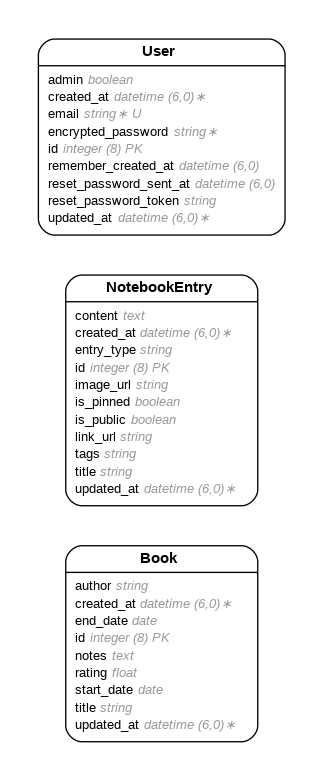 User
admin boolean
created_at datetime (6,0) ∗
email string ∗ U
encrypted_password string ∗
id integer (8) PK
remember_created_at datetime (6,0)
reset_password_sent_at datetime (6,0)
reset_password_token string
updated_at datetime (6,0) ∗
NotebookEntry
content text
created_at datetime (6,0) ∗
entry_type string
id integer (8) PK
image_url string
is_pinned boolean
is_public boolean
link_url string
tags string
title string
updated_at datetime (6,0) ∗
Book
author string
created_at datetime (6,0) ∗
end_date date
id integer (8) PK
notes text
rating float
start_date date
title string
updated_at datetime (6,0) ∗